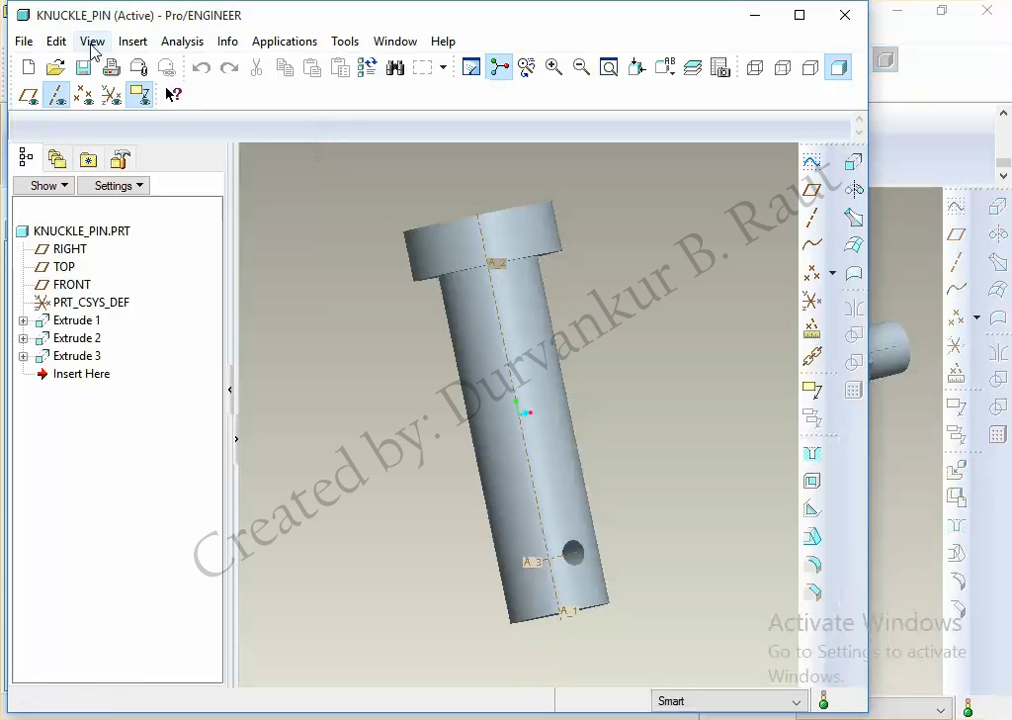 KNUCKLE_PIN (Active) - Pro/ENGINEER
File Edit View Insert Analysis Info Applications Tools Window Help
Show Settings
KNUCKLE_PIN.PRT
RIGHT
TOP
FRONT
PRT_CSYS_DEF
Extrude 1
Extrude 2
Extrude 3
Insert Here
A_2
A_3
A_1
Created by: Durvankur B. Raut
Activate Windows
Go to Settings to activate
Windows.
Smart